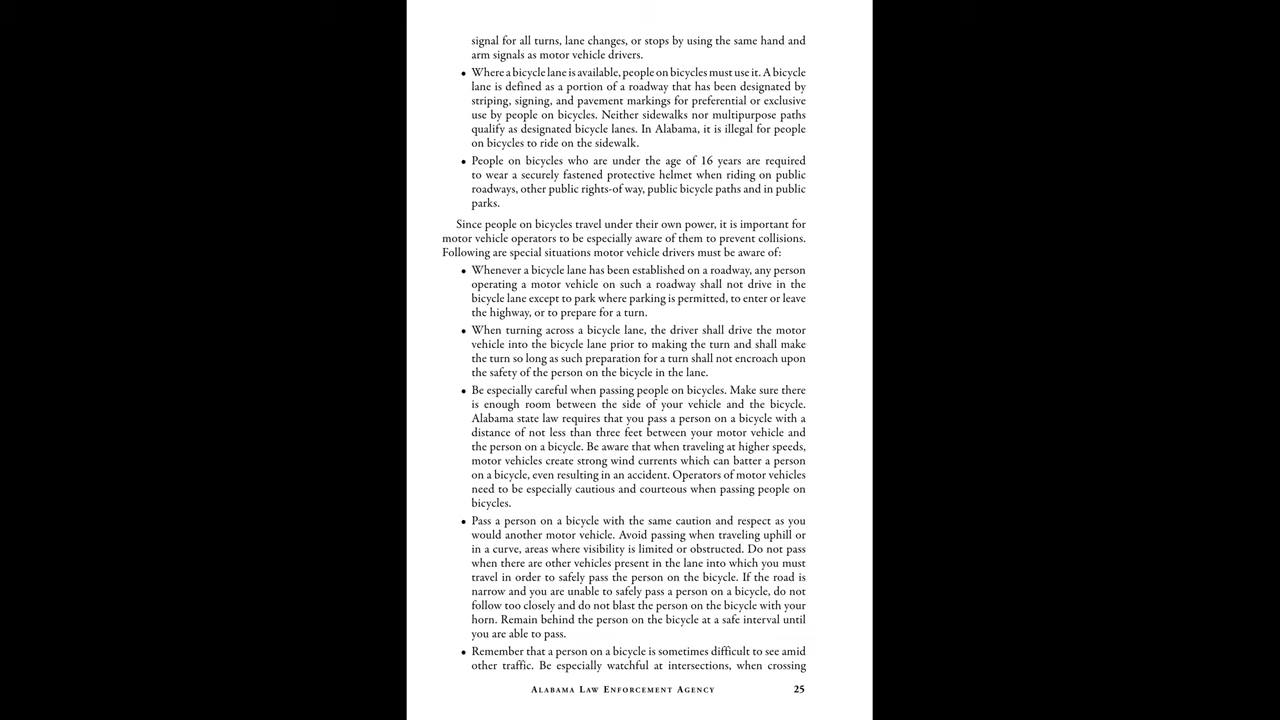 signal for all turns, lane changes, or stops by using the same hand and
arm signals as motor vehicle drivers.
• Where a bicycle lane is available, people on bicycles must use it. A bicycle
lane is defined as a portion of a roadway that has been designated by
striping, signing, and pavement markings for preferential or exclusive
use by people on bicycles. Neither sidewalks nor multipurpose paths
qualify as designated bicycle lanes. In Alabama, it is illegal for people
on bicycles to ride on the sidewalk.
• People on bicycles who are under the age of 16 years are required
to wear a securely fastened protective helmet when riding on public
roadways, other public rights-of way, public bicycle paths and in public
parks.
Since people on bicycles travel under their own power, it is important for
motor vehicle operators to be especially aware of them to prevent collisions.
Following are special situations motor vehicle drivers must be aware of:
• Whenever a bicycle lane has been established on a roadway, any person
operating a motor vehicle on such a roadway shall not drive in the
bicycle lane except to park where parking is permitted, to enter or leave
the highway, or to prepare for a turn.
• When turning across a bicycle lane, the driver shall drive the motor
vehicle into the bicycle lane prior to making the turn and shall make
the turn so long as such preparation for a turn shall not encroach upon
the safety of the person on the bicycle in the lane.
• Be especially careful when passing people on bicycles. Make sure there
is enough room between the side of your vehicle and the bicycle.
Alabama state law requires that you pass a person on a bicycle with a
distance of not less than three feet between your motor vehicle and
the person on a bicycle. Be aware that when traveling at higher speeds,
motor vehicles create strong wind currents which can batter a person
on a bicycle, even resulting in an accident. Operators of motor vehicles
need to be especially cautious and courteous when passing people on
bicycles.
• Pass a person on a bicycle with the same caution and respect as you
would another motor vehicle. Avoid passing when traveling uphill or
in a curve, areas where visibility is limited or obstructed. Do not pass
when there are other vehicles present in the lane into which you must
travel in order to safely pass the person on the bicycle. If the road is
narrow and you are unable to safely pass a person on a bicycle, do not
follow too closely and do not blast the person on the bicycle with your
horn. Remain behind the person on the bicycle at a safe interval until
you are able to pass.
• Remember that a person on a bicycle is sometimes difficult to see amid
other traffic. Be especially watchful at intersections, when crossing
Alabama Law Enforcement Agency 25